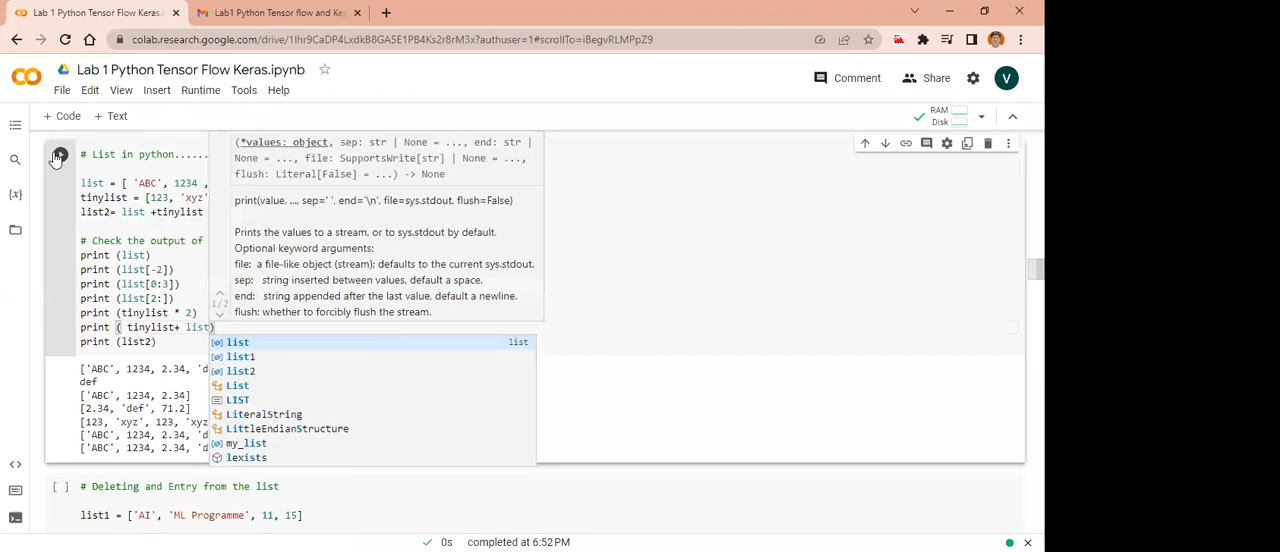 Lab 1 Python Tensor Flow Keras.i
Lab1 Python Tensor flow and Ke
colab.research.google.com/drive/1Ihr9CaDP4LxdkB8GA5E1PB4Ks2r8rM3x?authuser=1#scrollTo=iBegvRLMPpZ9
Lab 1 Python Tensor Flow Keras.ipynb
Comment
Share
V
File Edit View Insert Runtime Tools Help
+ Code + Text
RAM
Disk
# List in python.......
list = [ 'ABC', 1234 ,
tinylist = [123, 'xyz'
list2= list +tinylist
# Check the output of
print (list)
print (list[-2])
print (list[0:3])
print (list[2:])
print (tinylist * 2)
print ( tinylist+ list)
print (list2)
(*values: object, sep: str | None = ..., end: str |
None = ..., file: SupportsWrite[str] | None = ...,
flush: Literal[False] = ...) -> None
print(value, ..., sep=' ', end='\n', file=sys.stdout, flush=False)
Prints the values to a stream, or to sys.stdout by default.
Optional keyword arguments:
file: a file-like object (stream); defaults to the current sys.stdout.
sep: string inserted between values, default a space.
end: string appended after the last value, default a newline.
flush: whether to forcibly flush the stream.
1/2
list list
list1
list2
List
LIST
LiteralString
LittleEndianStructure
my_list
lexists
['ABC', 1234, 2.34, 'd
def
['ABC', 1234, 2.34]
[2.34, 'def', 71.2]
[123, 'xyz', 123, 'xyz
['ABC', 1234, 2.34, 'd
['ABC', 1234, 2.34, 'd
[ ] # Deleting and Entry from the list
list1 = ['AI', 'ML Programme', 11, 15]
0s completed at 6:52PM